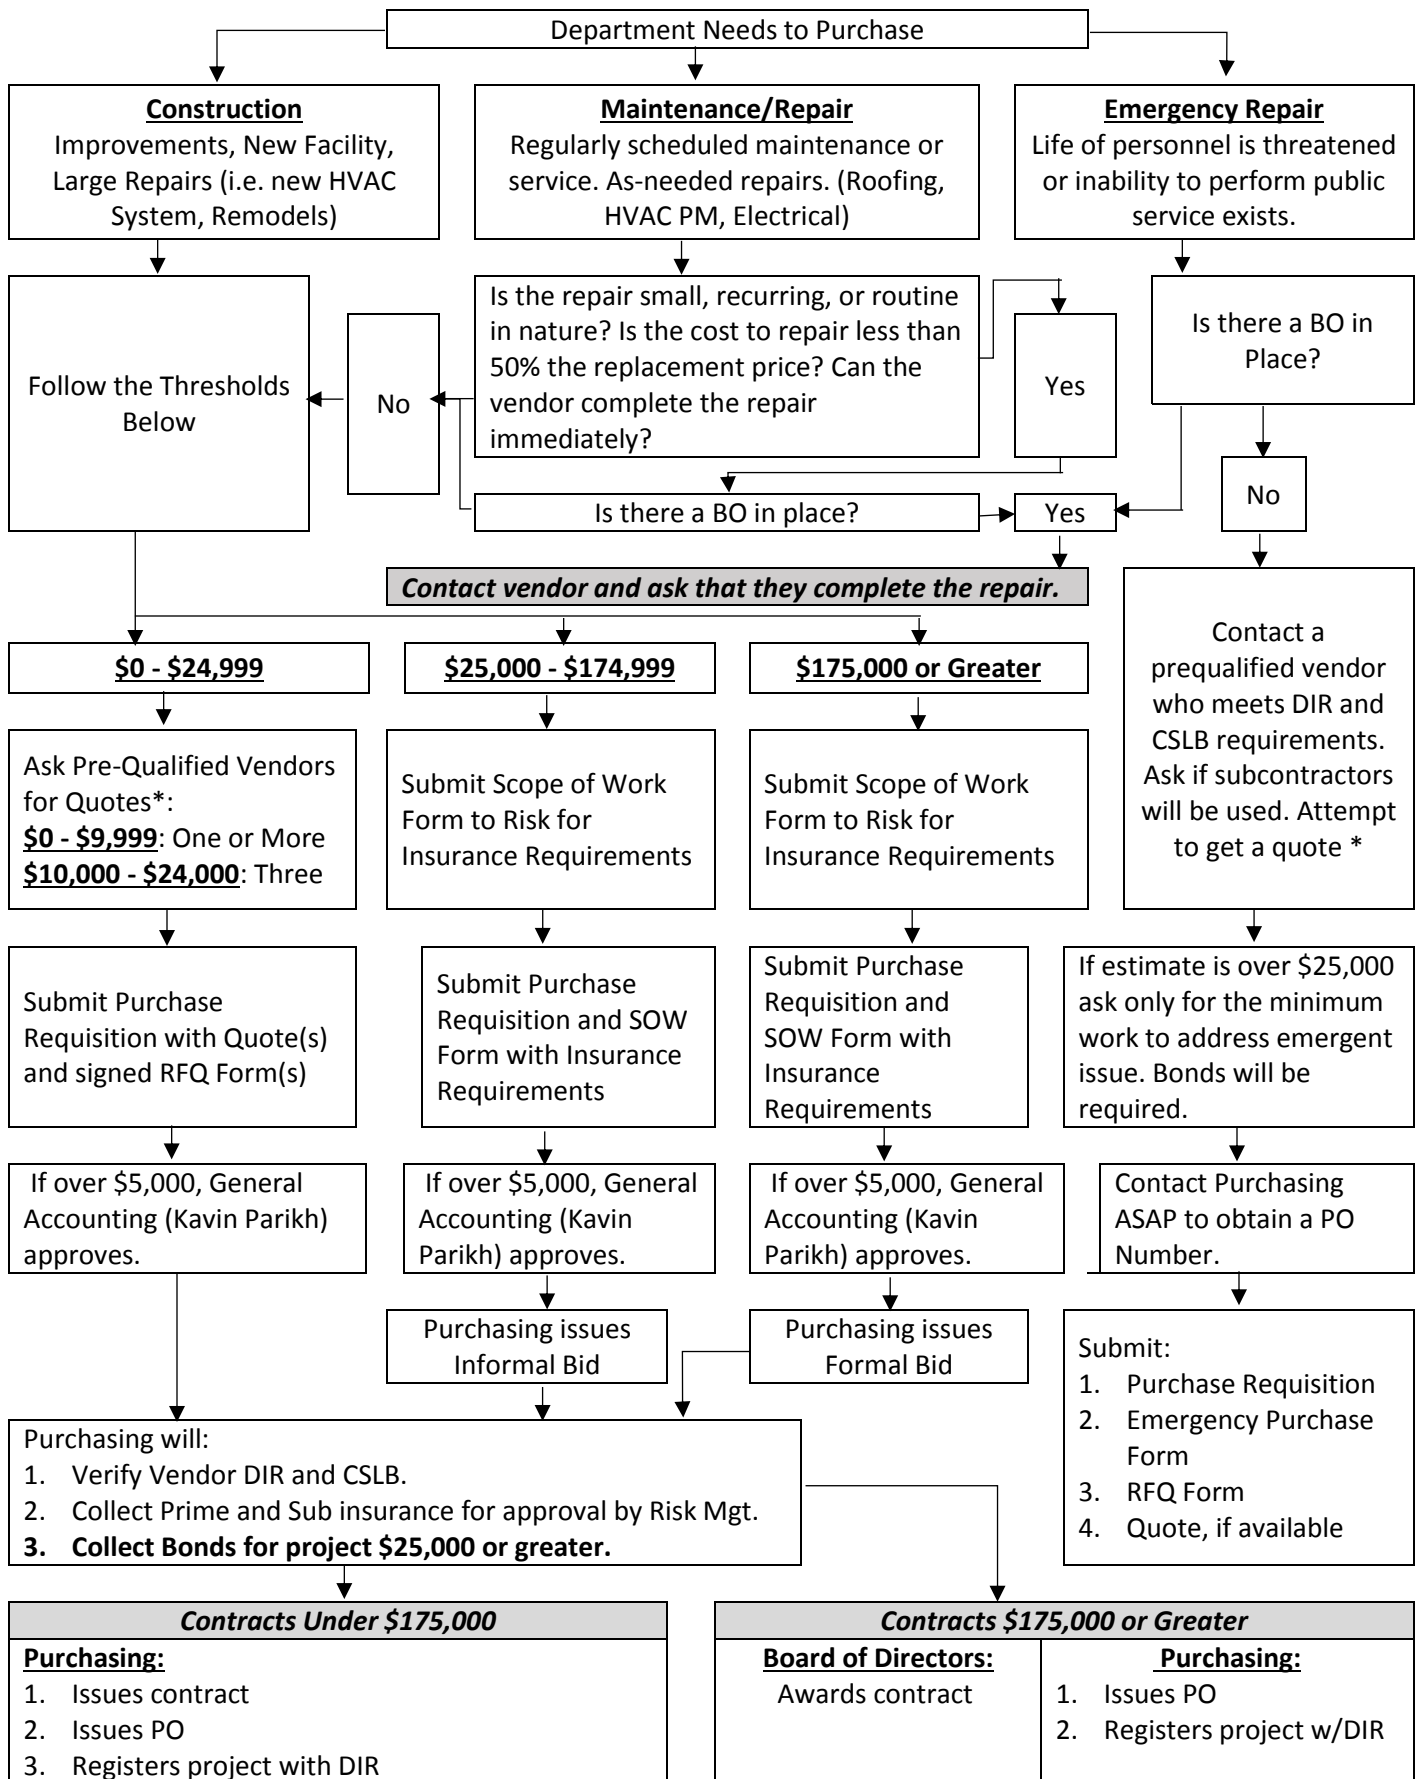 Department Needs to Purchase
Construction
Improvements, New Facility,
Large Repairs (i.e. new HVAC
System, Remodels)
Maintenance/Repair
Regularly scheduled maintenance or
service. As-needed repairs. (Roofing,
HVAC PM, Electrical)
Emergency Repair
Life of personnel is threatened
or inability to perform public
service exists.
Follow the Thresholds
Below
No
Is the repair small, recurring, or routine
in nature? Is the cost to repair less than
50% the replacement price? Can the
vendor complete the repair
immediately?
Yes
Is there a BO in
Place?
Is there a BO in place?
Yes
No
Contact vendor and ask that they complete the repair.
$0 - $24,999
$25,000 - $174,999
$175,000 or Greater
Contact a
prequalified vendor
who meets DIR and
CSLB requirements.
Ask if subcontractors
will be used. Attempt
to get a quote *
Ask Pre-Qualified Vendors
for Quotes*:
$0 - $9,999: One or More
$10,000 - $24,000: Three
Submit Scope of Work
Form to Risk for
Insurance Requirements
Submit Scope of Work
Form to Risk for
Insurance Requirements
Submit Purchase
Requisition with Quote(s)
and signed RFQ Form(s)
Submit Purchase
Requisition and SOW
Form with Insurance
Requirements
Submit Purchase
Requisition and
SOW Form with
Insurance
Requirements
If estimate is over $25,000
ask only for the minimum
work to address emergent
issue. Bonds will be
required.
If over $5,000, General
Accounting (Kavin Parikh)
approves.
If over $5,000, General
Accounting (Kavin
Parikh) approves.
If over $5,000, General
Accounting (Kavin
Parikh) approves.
Contact Purchasing
ASAP to obtain a PO
Number.
Purchasing issues
Informal Bid
Purchasing issues
Formal Bid
Submit:
1. Purchase Requisition
2. Emergency Purchase
Form
3. RFQ Form
4. Quote, if available
Purchasing will:
1. Verify Vendor DIR and CSLB.
2. Collect Prime and Sub insurance for approval by Risk Mgt.
3. Collect Bonds for project $25,000 or greater.
Contracts Under $175,000
Purchasing:
1. Issues contract
2. Issues PO
3. Registers project with DIR
Contracts $175,000 or Greater
Board of Directors:
Awards contract
Purchasing:
1. Issues PO
2. Registers project w/DIR